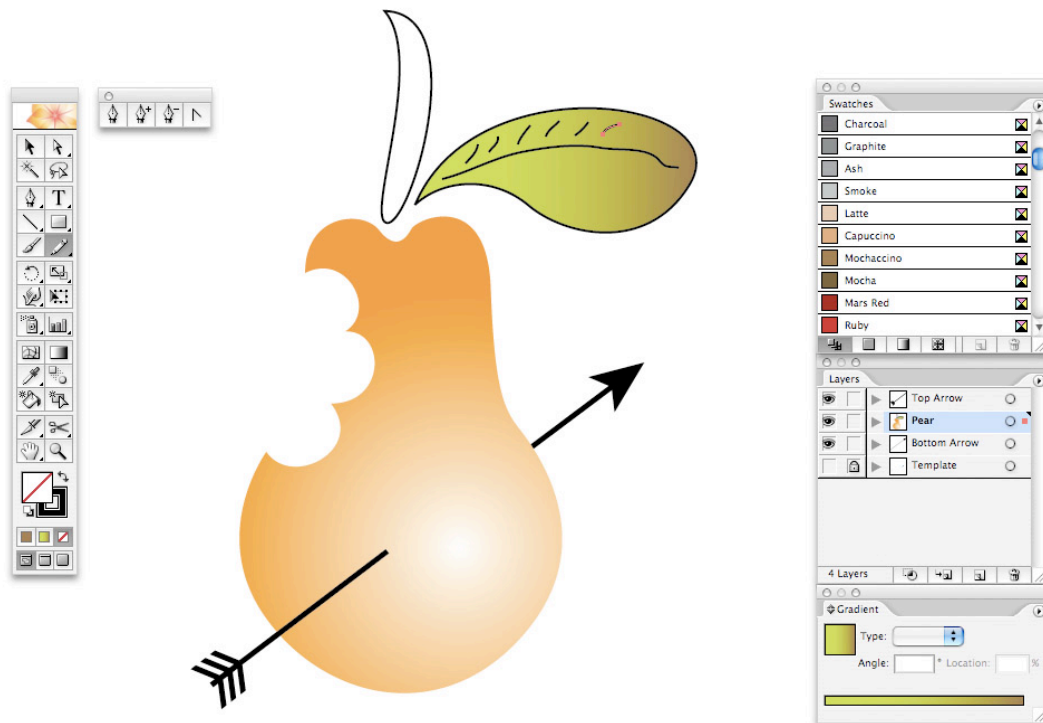 T
Swatches
Charcoal
Graphite
Ash
Smoke
Latte
Capuccino
Mochaccino
Mocha
Mars Red
Ruby
Layers
Top Arrow
Pear
Bottom Arrow
Template
4 Layers
Gradient
Type:
Angle: ° Location: %